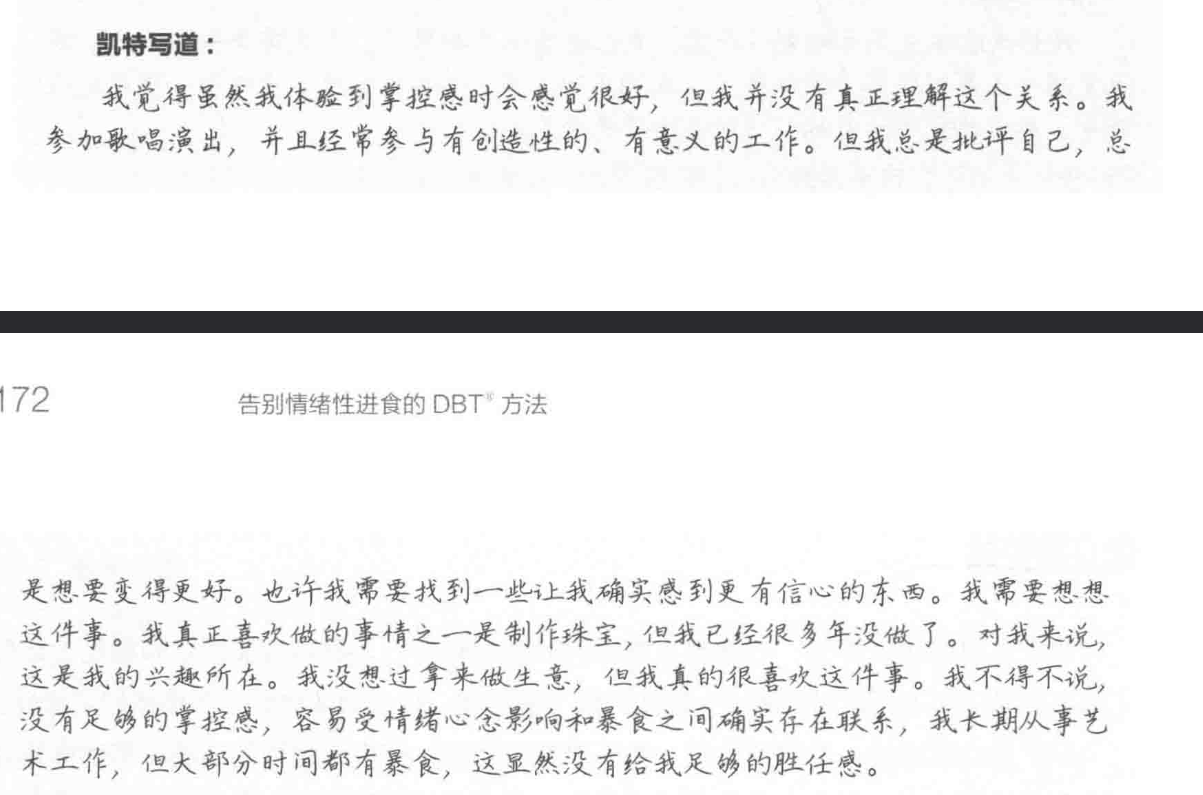 凯特写道：
我觉得虽然我体验到掌控感时会感觉很好，但我并没有真正理解这个关系。我
参加歌唱演出，并且经常参与有创造性的、有意义的工作。但我总是批评自己，总
172
告别情绪性进食的 DBT® 方法
是想要变得更好。也许我需要找到一些让我确实感到更有信心的东西。我需要想想
这件事。我真正喜欢做的事情之一是制作珠宝，但我已经很多年没做了。对我来说，
这是我的兴趣所在。我没想过拿来做生意，但我真的很喜欢这件事。我不得不说，
没有足够的掌控感，容易受情绪心念影响和暴食之间确实存在联系，我长期从事艺
术工作，但大部分时间都有暴食，这显然没有给我足够的胜任感。